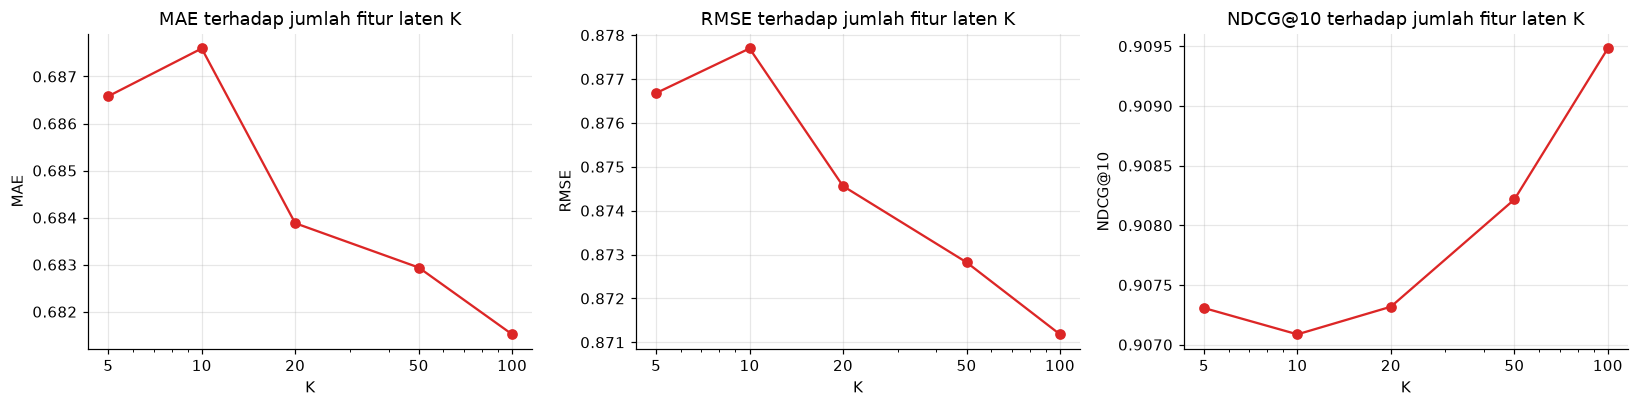 MAE terhadap jumlah fitur laten K
MAE
0.687
0.686
0.685
0.684
0.683
0.682
5 10 20 50 100
K
RMSE terhadap jumlah fitur laten K
RMSE
0.878
0.877
0.876
0.875
0.874
0.873
0.872
0.871
5 10 20 50 100
K
NDCG@10 terhadap jumlah fitur laten K
NDCG@10
0.9095
0.9090
0.9085
0.9080
0.9075
0.9070
5 10 20 50 100
K